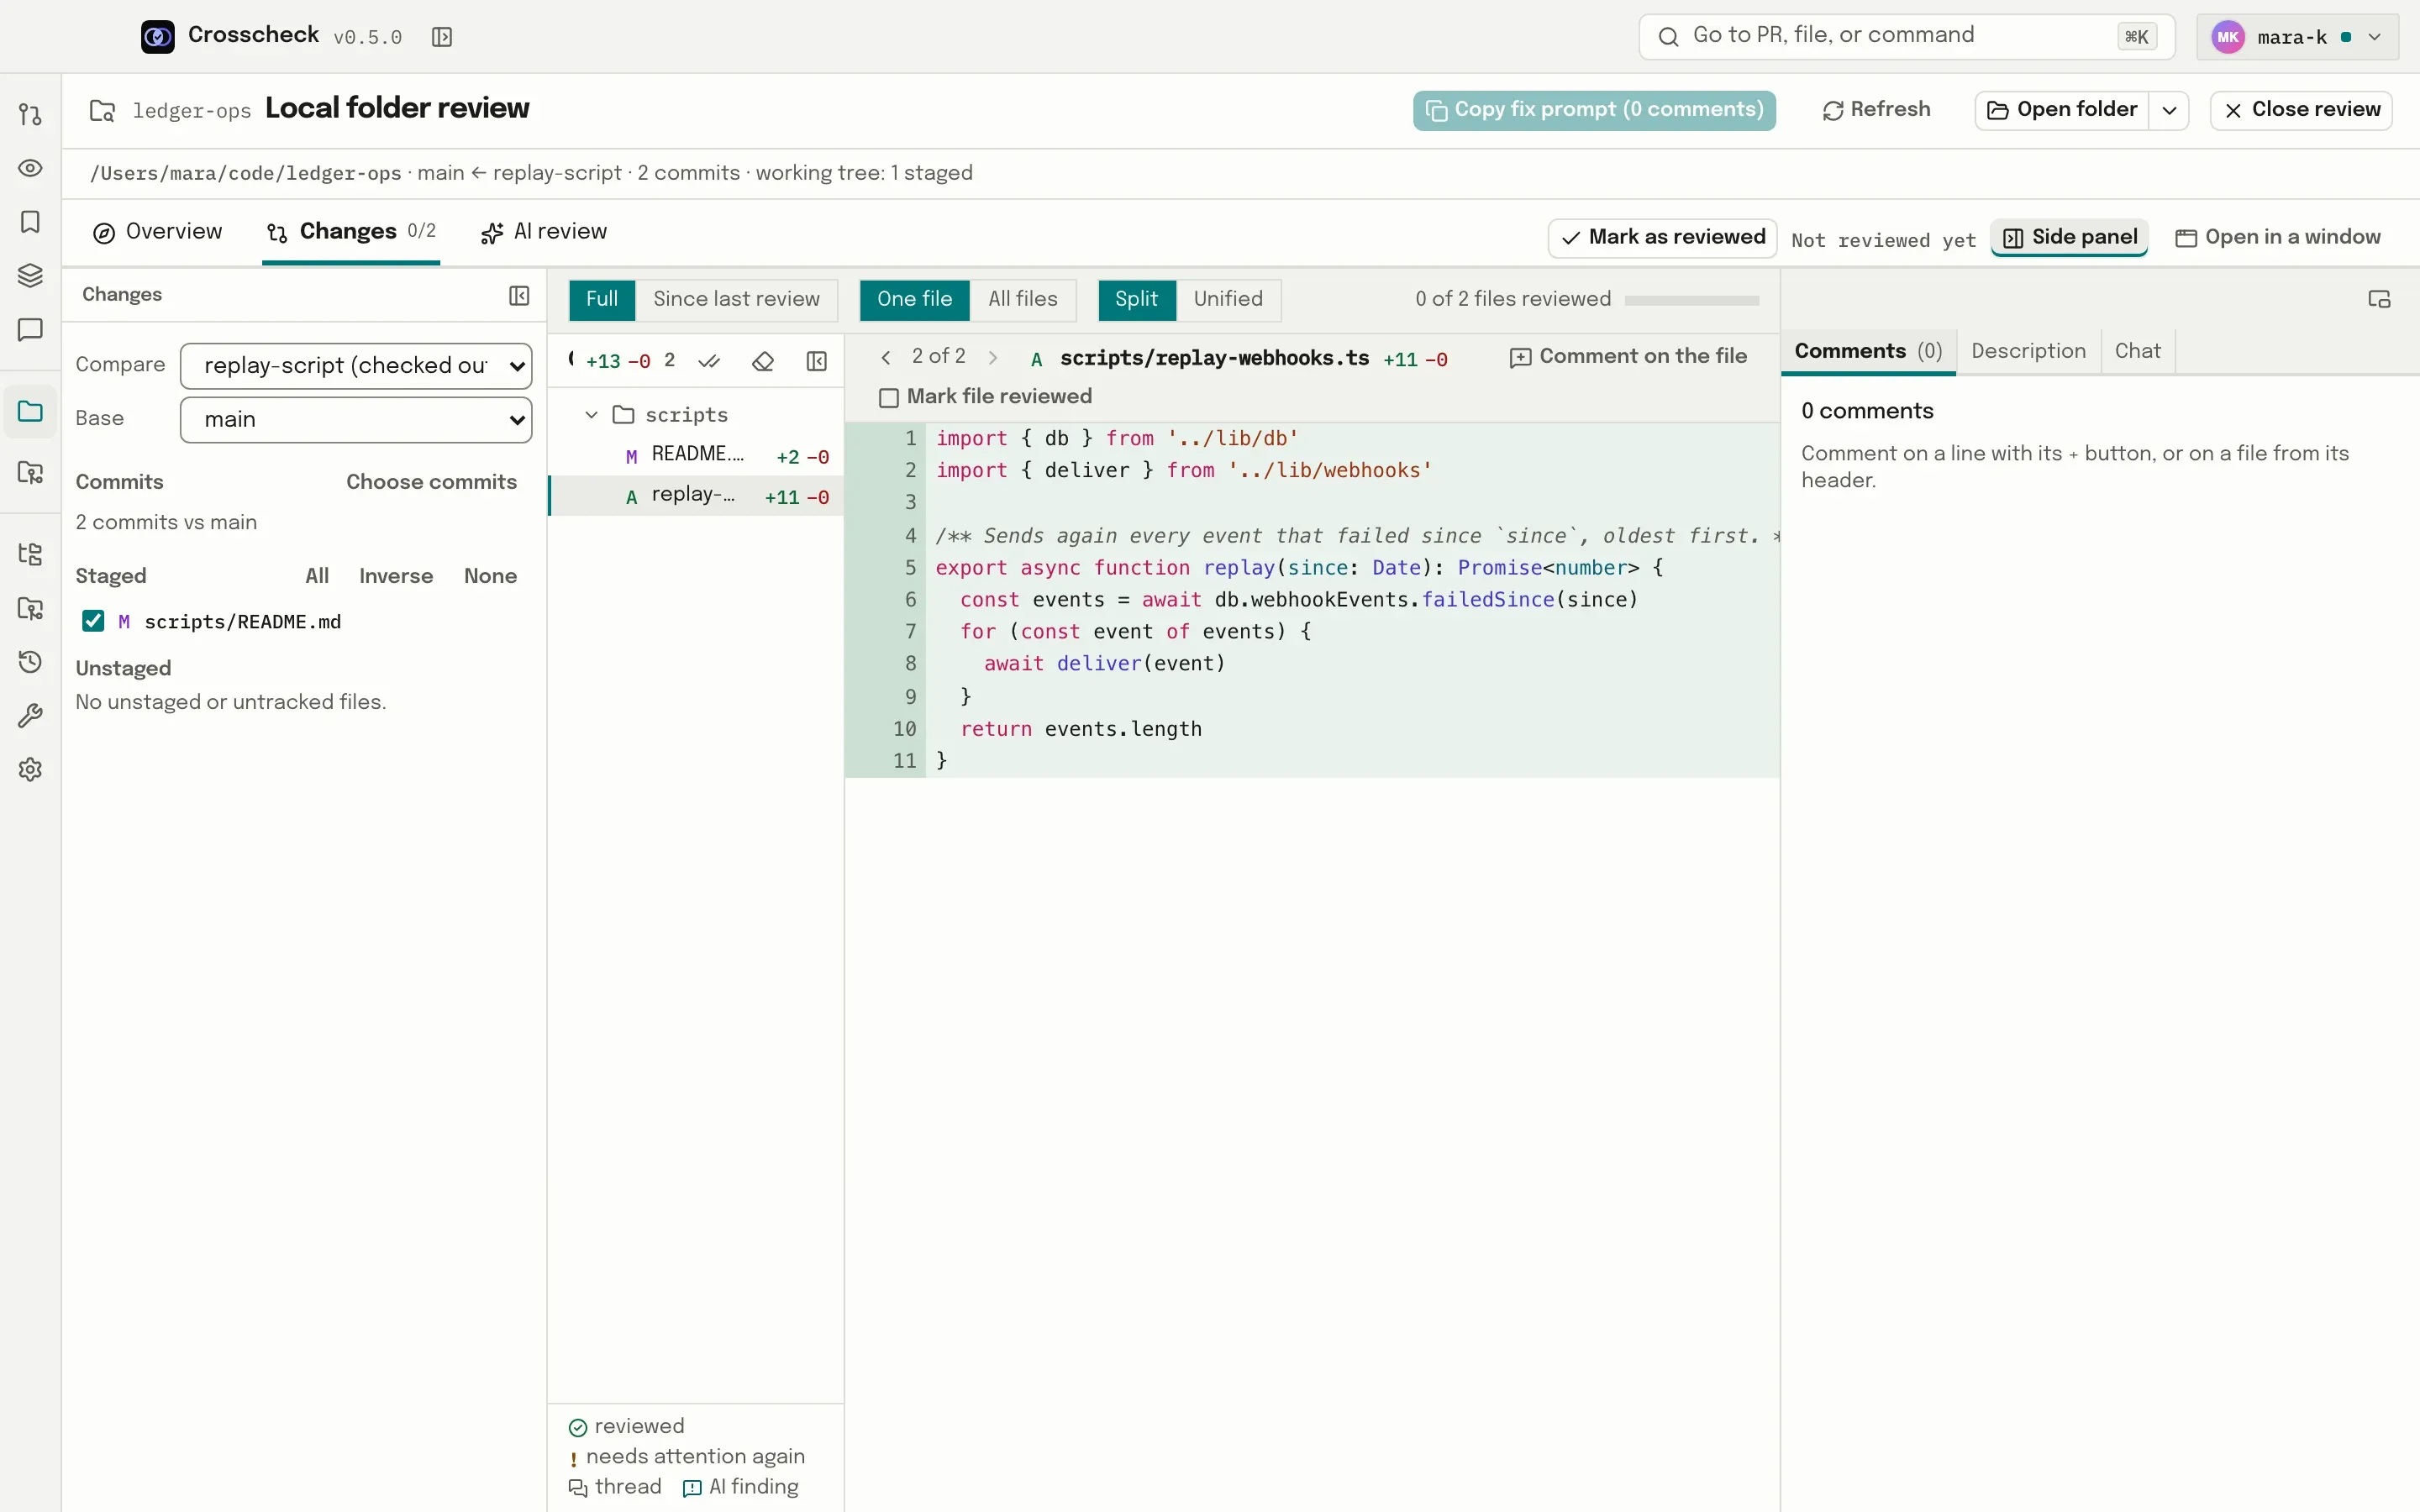 Crosscheck v0.5.0
Go to PR, file, or command ⌘K
MK mara-k
ledger-ops Local folder review
Copy fix prompt (0 comments)
Refresh
Open folder
Close review
/Users/mara/code/ledger-ops · main ← replay-script · 2 commits · working tree: 1 staged
Overview
Changes 0/2
AI review
Mark as reviewed
Not reviewed yet
Side panel
Open in a window
Changes
Compare replay-script (checked ou
Base main
Commits Choose commits
2 commits vs main
Staged All Inverse None
M scripts/README.md
Unstaged
No unstaged or untracked files.
Full Since last review
One file All files
Split Unified
0 of 2 files reviewed
+13 −0 2
scripts
M README.… +2 −0
A replay-… +11 −0
reviewed
! needs attention again
thread AI finding
2 of 2 A scripts/replay-webhooks.ts +11 −0
Comment on the file
Mark file reviewed
1 import { db } from '../lib/db'
2 import { deliver } from '../lib/webhooks'
3
4 /** Sends again every event that failed since `since`, oldest first. *
5 export async function replay(since: Date): Promise<number> {
6 const events = await db.webhookEvents.failedSince(since)
7 for (const event of events) {
8 await deliver(event)
9 }
10 return events.length
11 }
Comments (0) Description Chat
0 comments
Comment on a line with its + button, or on a file from its
header.